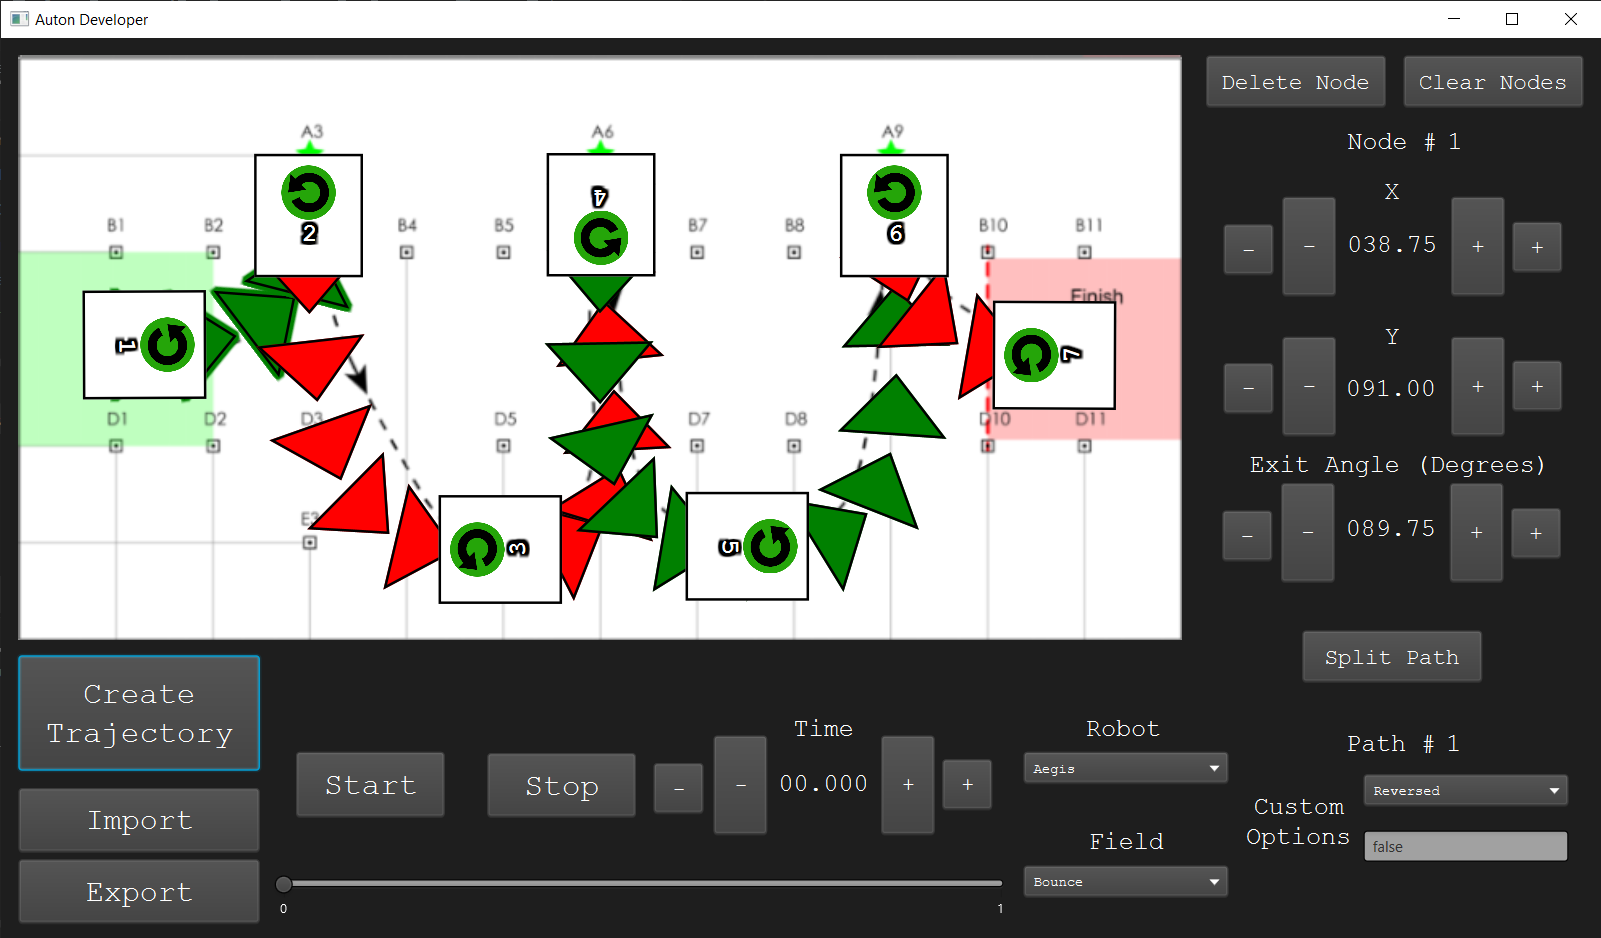 Auton Developer
Delete Node
Clear Nodes
Node # 1
X
- - 038.75 + +
Y
- - 091.00 + +
Exit Angle (Degrees)
- - 089.75 + +
Split Path
A3
A6
A9
B1
B2
B4
B5
B7
B8
B10
B11
Finish
1
2
3
4
5
6
7
D1
D2
D3
D5
D7
D8
D10
D11
E3
Create
Trajectory
Import
Export
Start
Stop
Time
- - 00.000 + +
0
1
Robot
Aegis
Field
Bounce
Path # 1
Custom
Options
Reversed
false